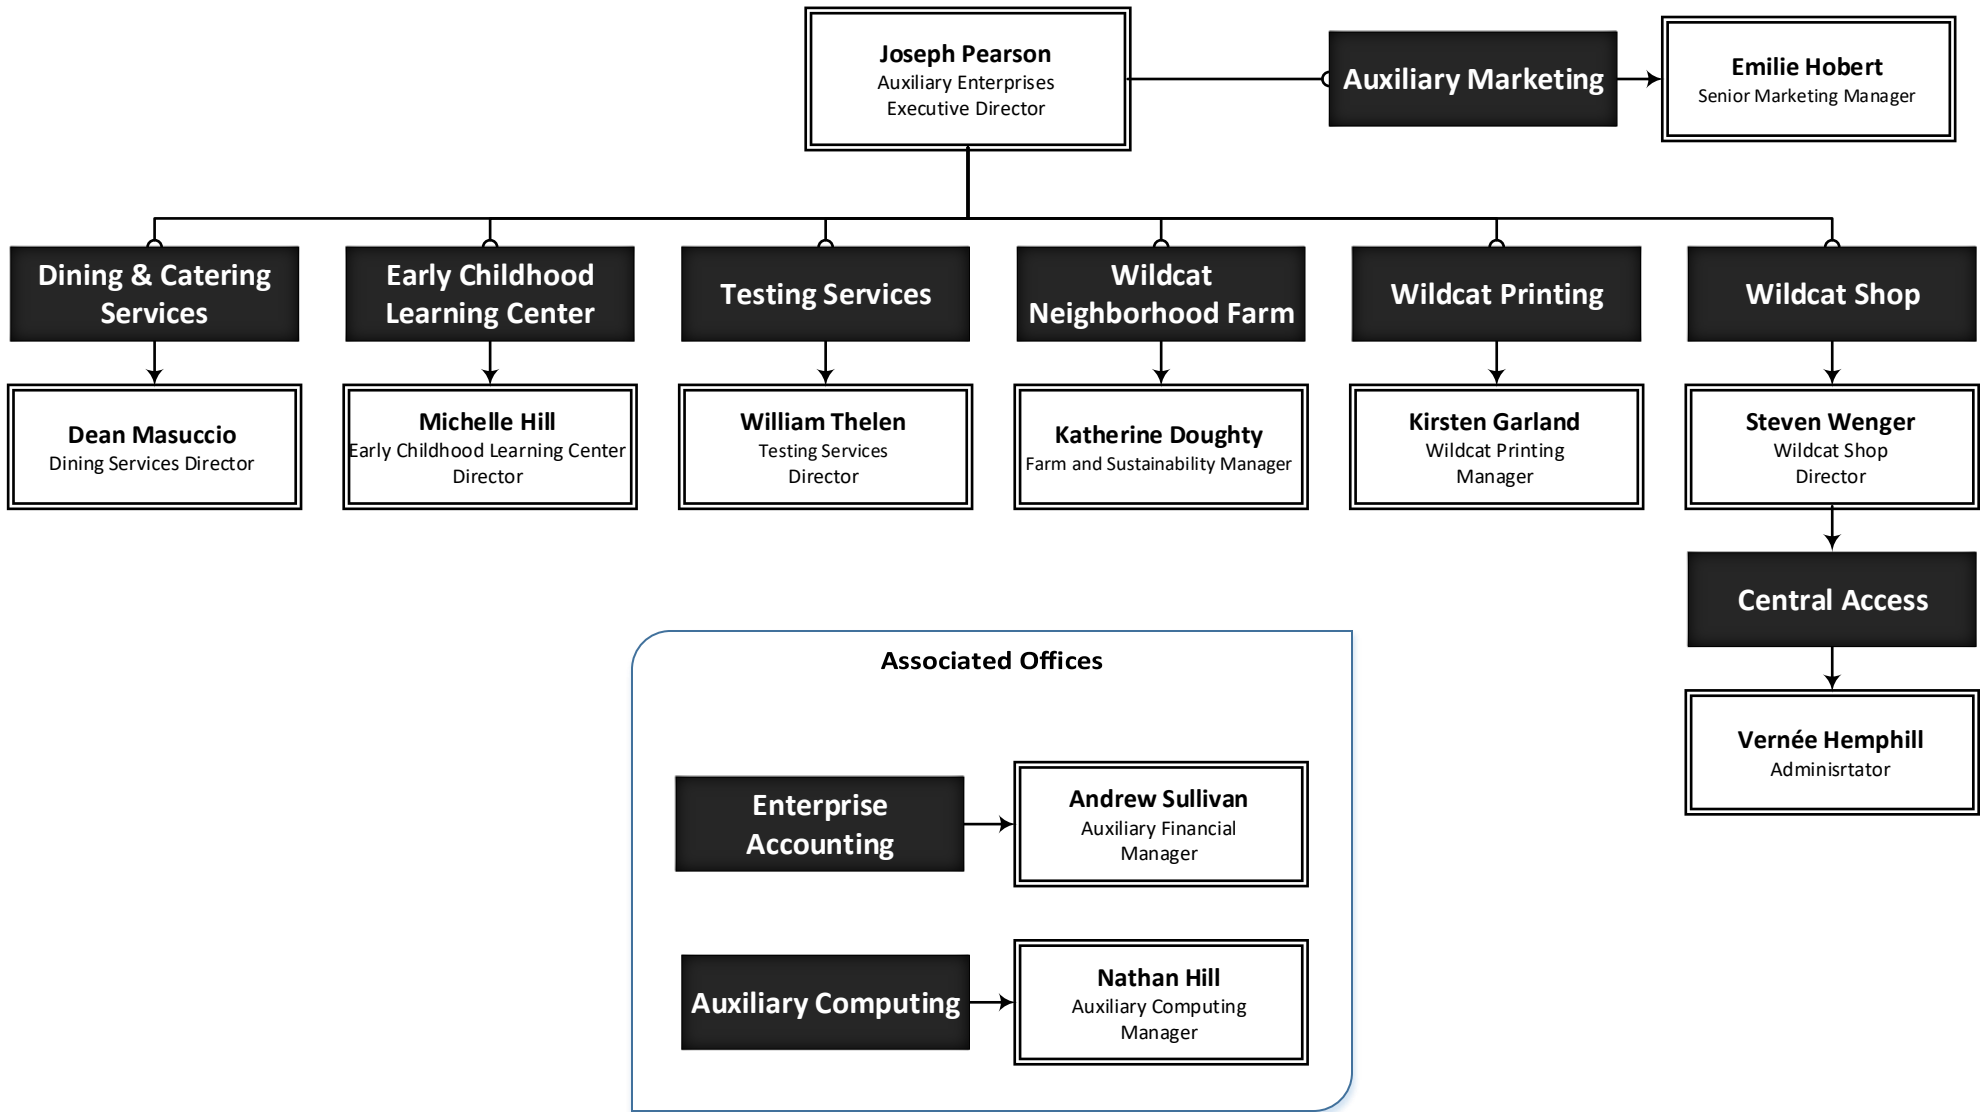 Joseph Pearson
Auxiliary Enterprises
Executive Director
Auxiliary Marketing
Emilie Hobert
Senior Marketing Manager
Dining & Catering
Services
Early Childhood
Learning Center
Testing Services
Wildcat
Neighborhood Farm
Wildcat Printing
Wildcat Shop
Dean Masuccio
Dining Services Director
Michelle Hill
Early Childhood Learning Center
Director
William Thelen
Testing Services
Director
Katherine Doughty
Farm and Sustainability Manager
Kirsten Garland
Wildcat Printing
Manager
Steven Wenger
Wildcat Shop
Director
Central Access
Vernée Hemphill
Adminisrtator
Associated Offices
Enterprise
Accounting
Andrew Sullivan
Auxiliary Financial
Manager
Auxiliary Computing
Nathan Hill
Auxiliary Computing
Manager